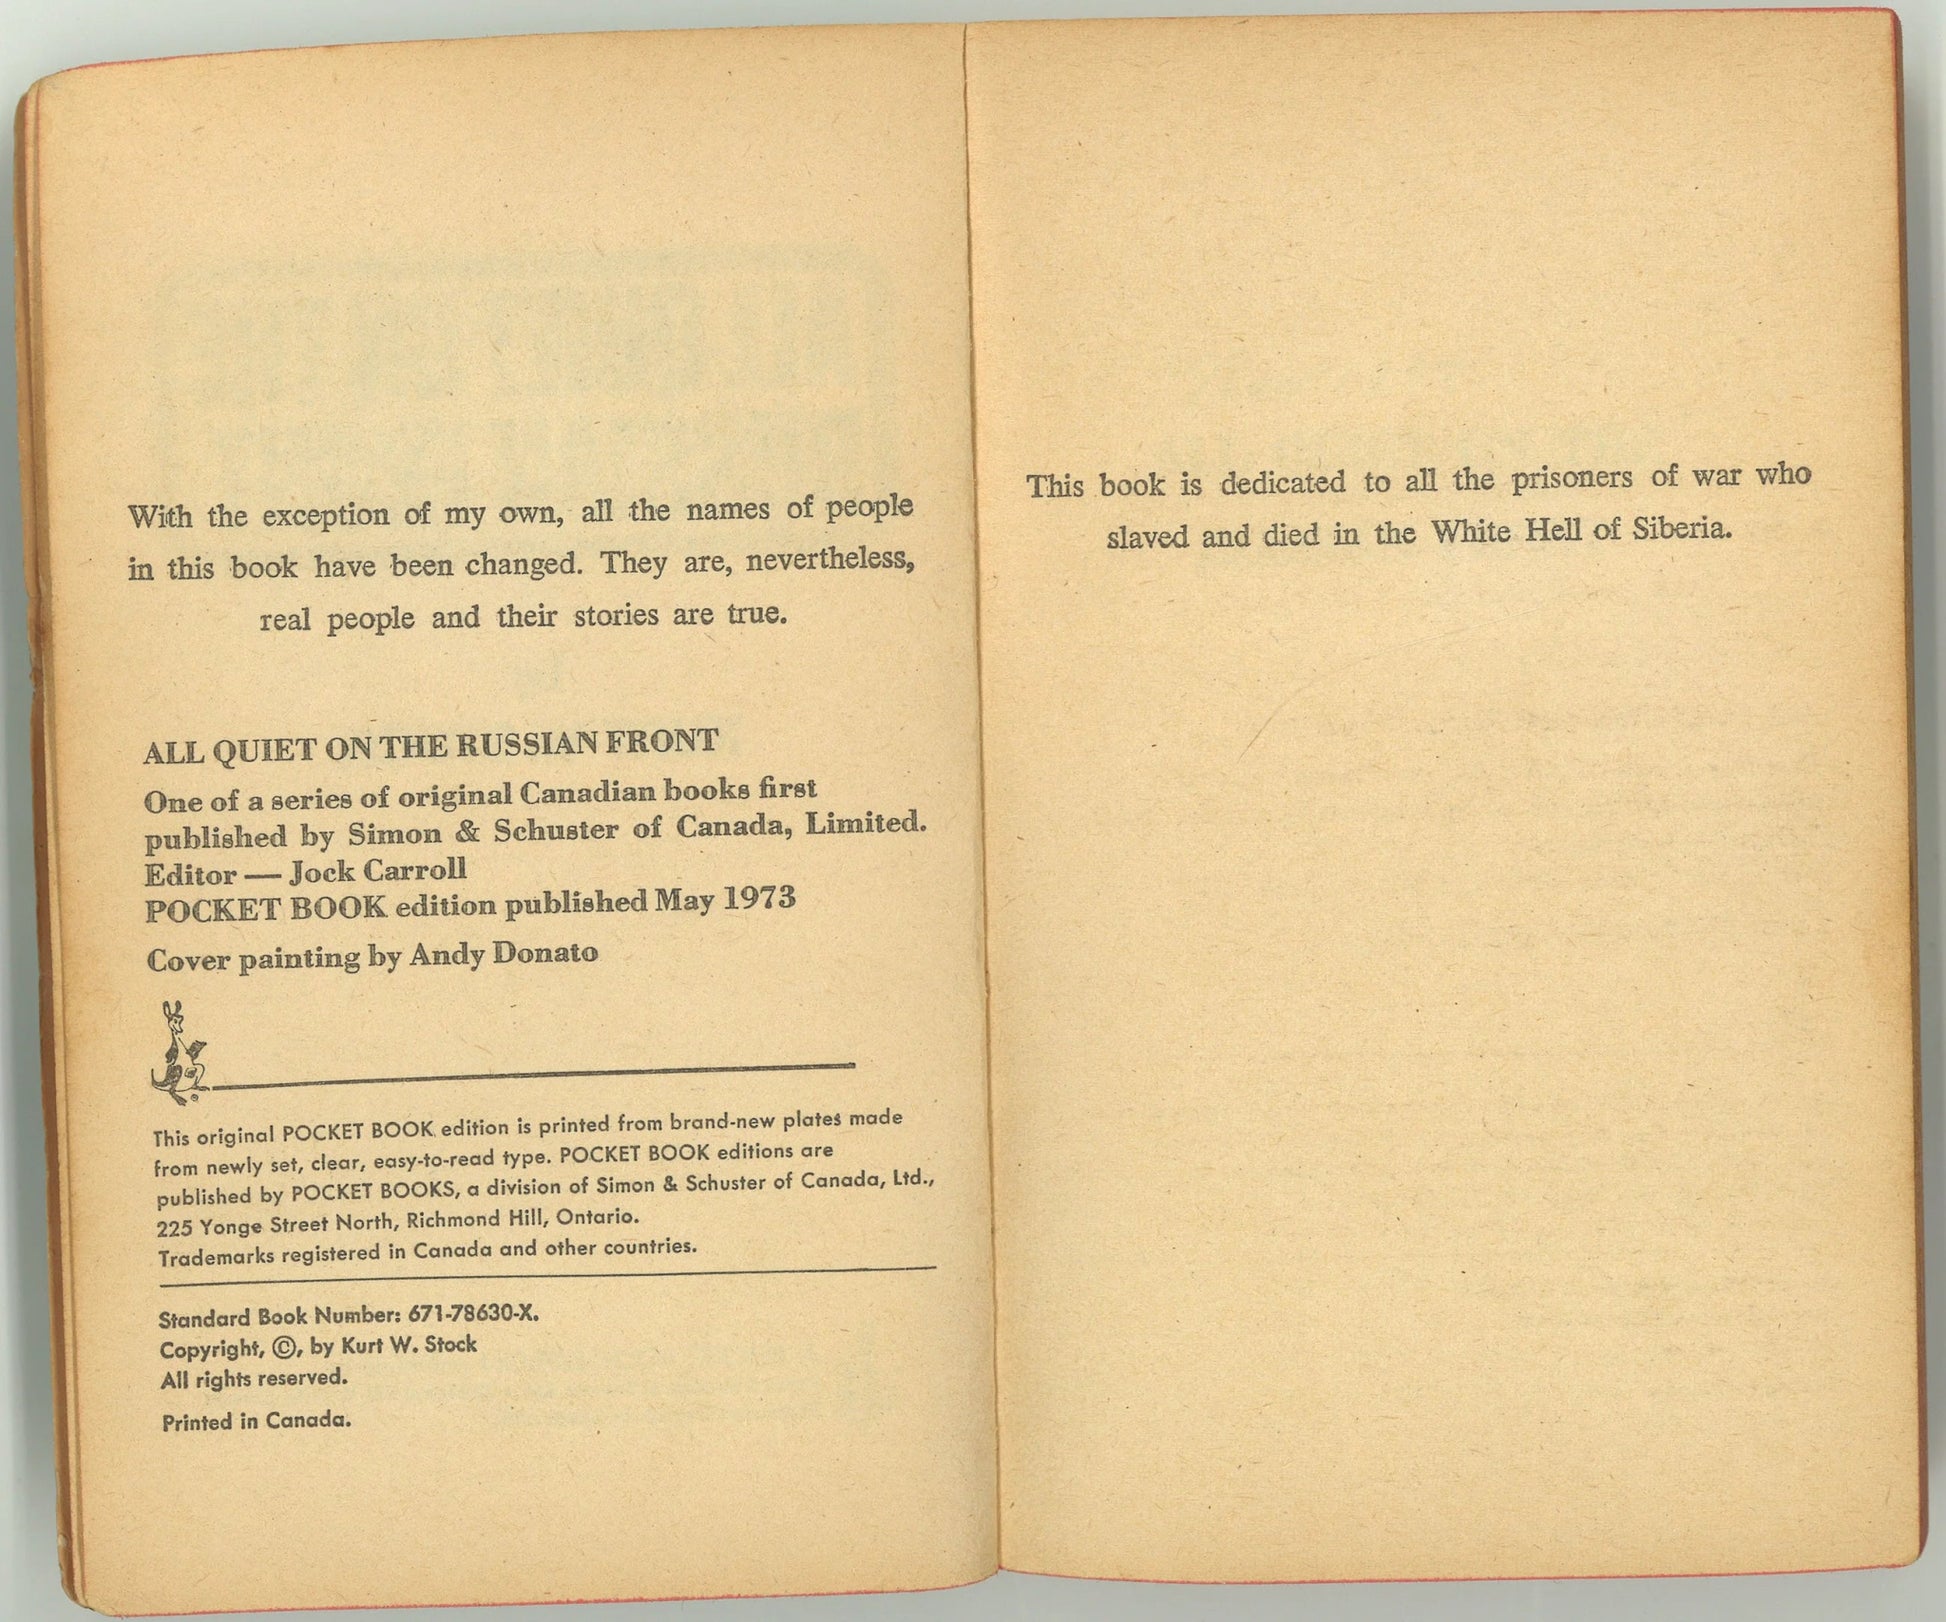 With the exception of my own, all the names of people
in this book have been changed. They are, nevertheless,
real people and their stories are true.
ALL QUIET ON THE RUSSIAN FRONT
One of a series of original Canadian books first
published by Simon & Schuster of Canada, Limited.
Editor — Jock Carroll
POCKET BOOK edition published May 1973
Cover painting by Andy Donato
This original POCKET BOOK edition is printed from brand-new plates made
from newly set, clear, easy-to-read type. POCKET BOOK editions are
published by POCKET BOOKS, a division of Simon & Schuster of Canada, Ltd.,
225 Yonge Street North, Richmond Hill, Ontario.
Trademarks registered in Canada and other countries.
Standard Book Number: 671-78630-X.
Copyright, ©, by Kurt W. Stock
All rights reserved.
Printed in Canada.
This book is dedicated to all the prisoners of war who
slaved and died in the White Hell of Siberia.